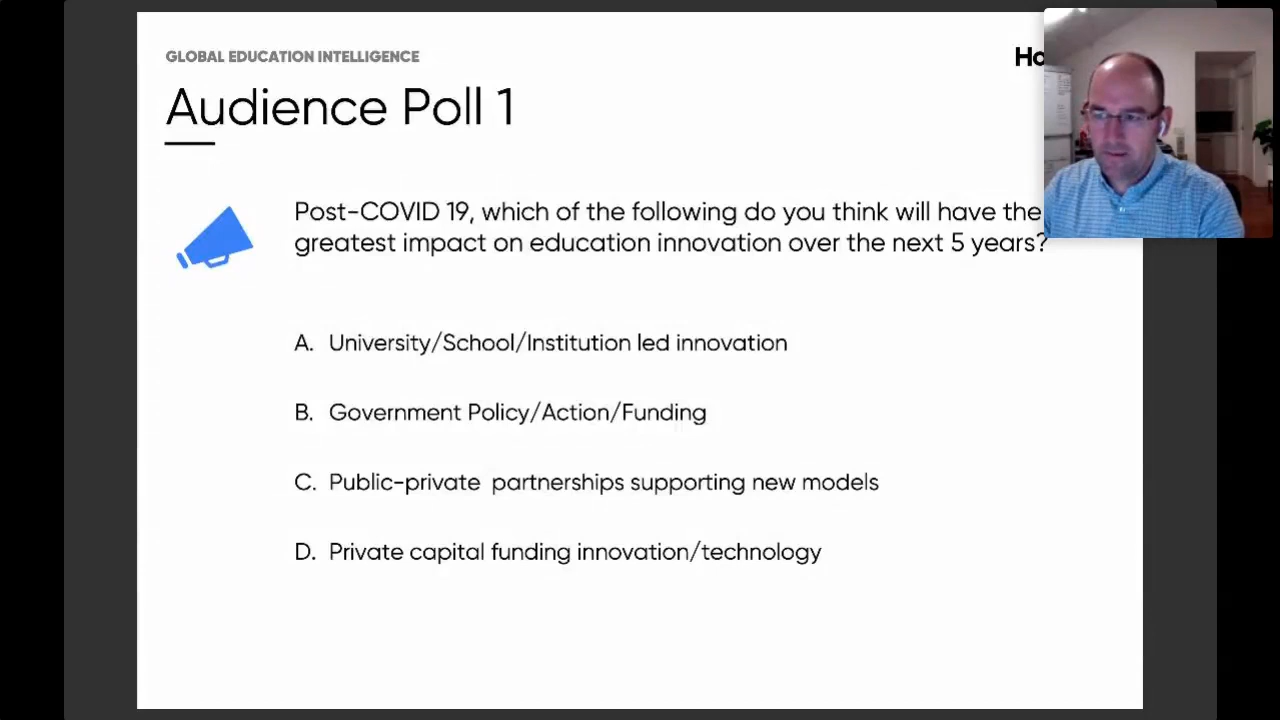 GLOBAL EDUCATION INTELLIGENCE
Audience Poll 1
Post-COVID 19, which of the following do you think will have the
greatest impact on education innovation over the next 5 years?
A. University/School/Institution led innovation
B. Government Policy/Action/Funding
C. Public-private partnerships supporting new models
D. Private capital funding innovation/technology